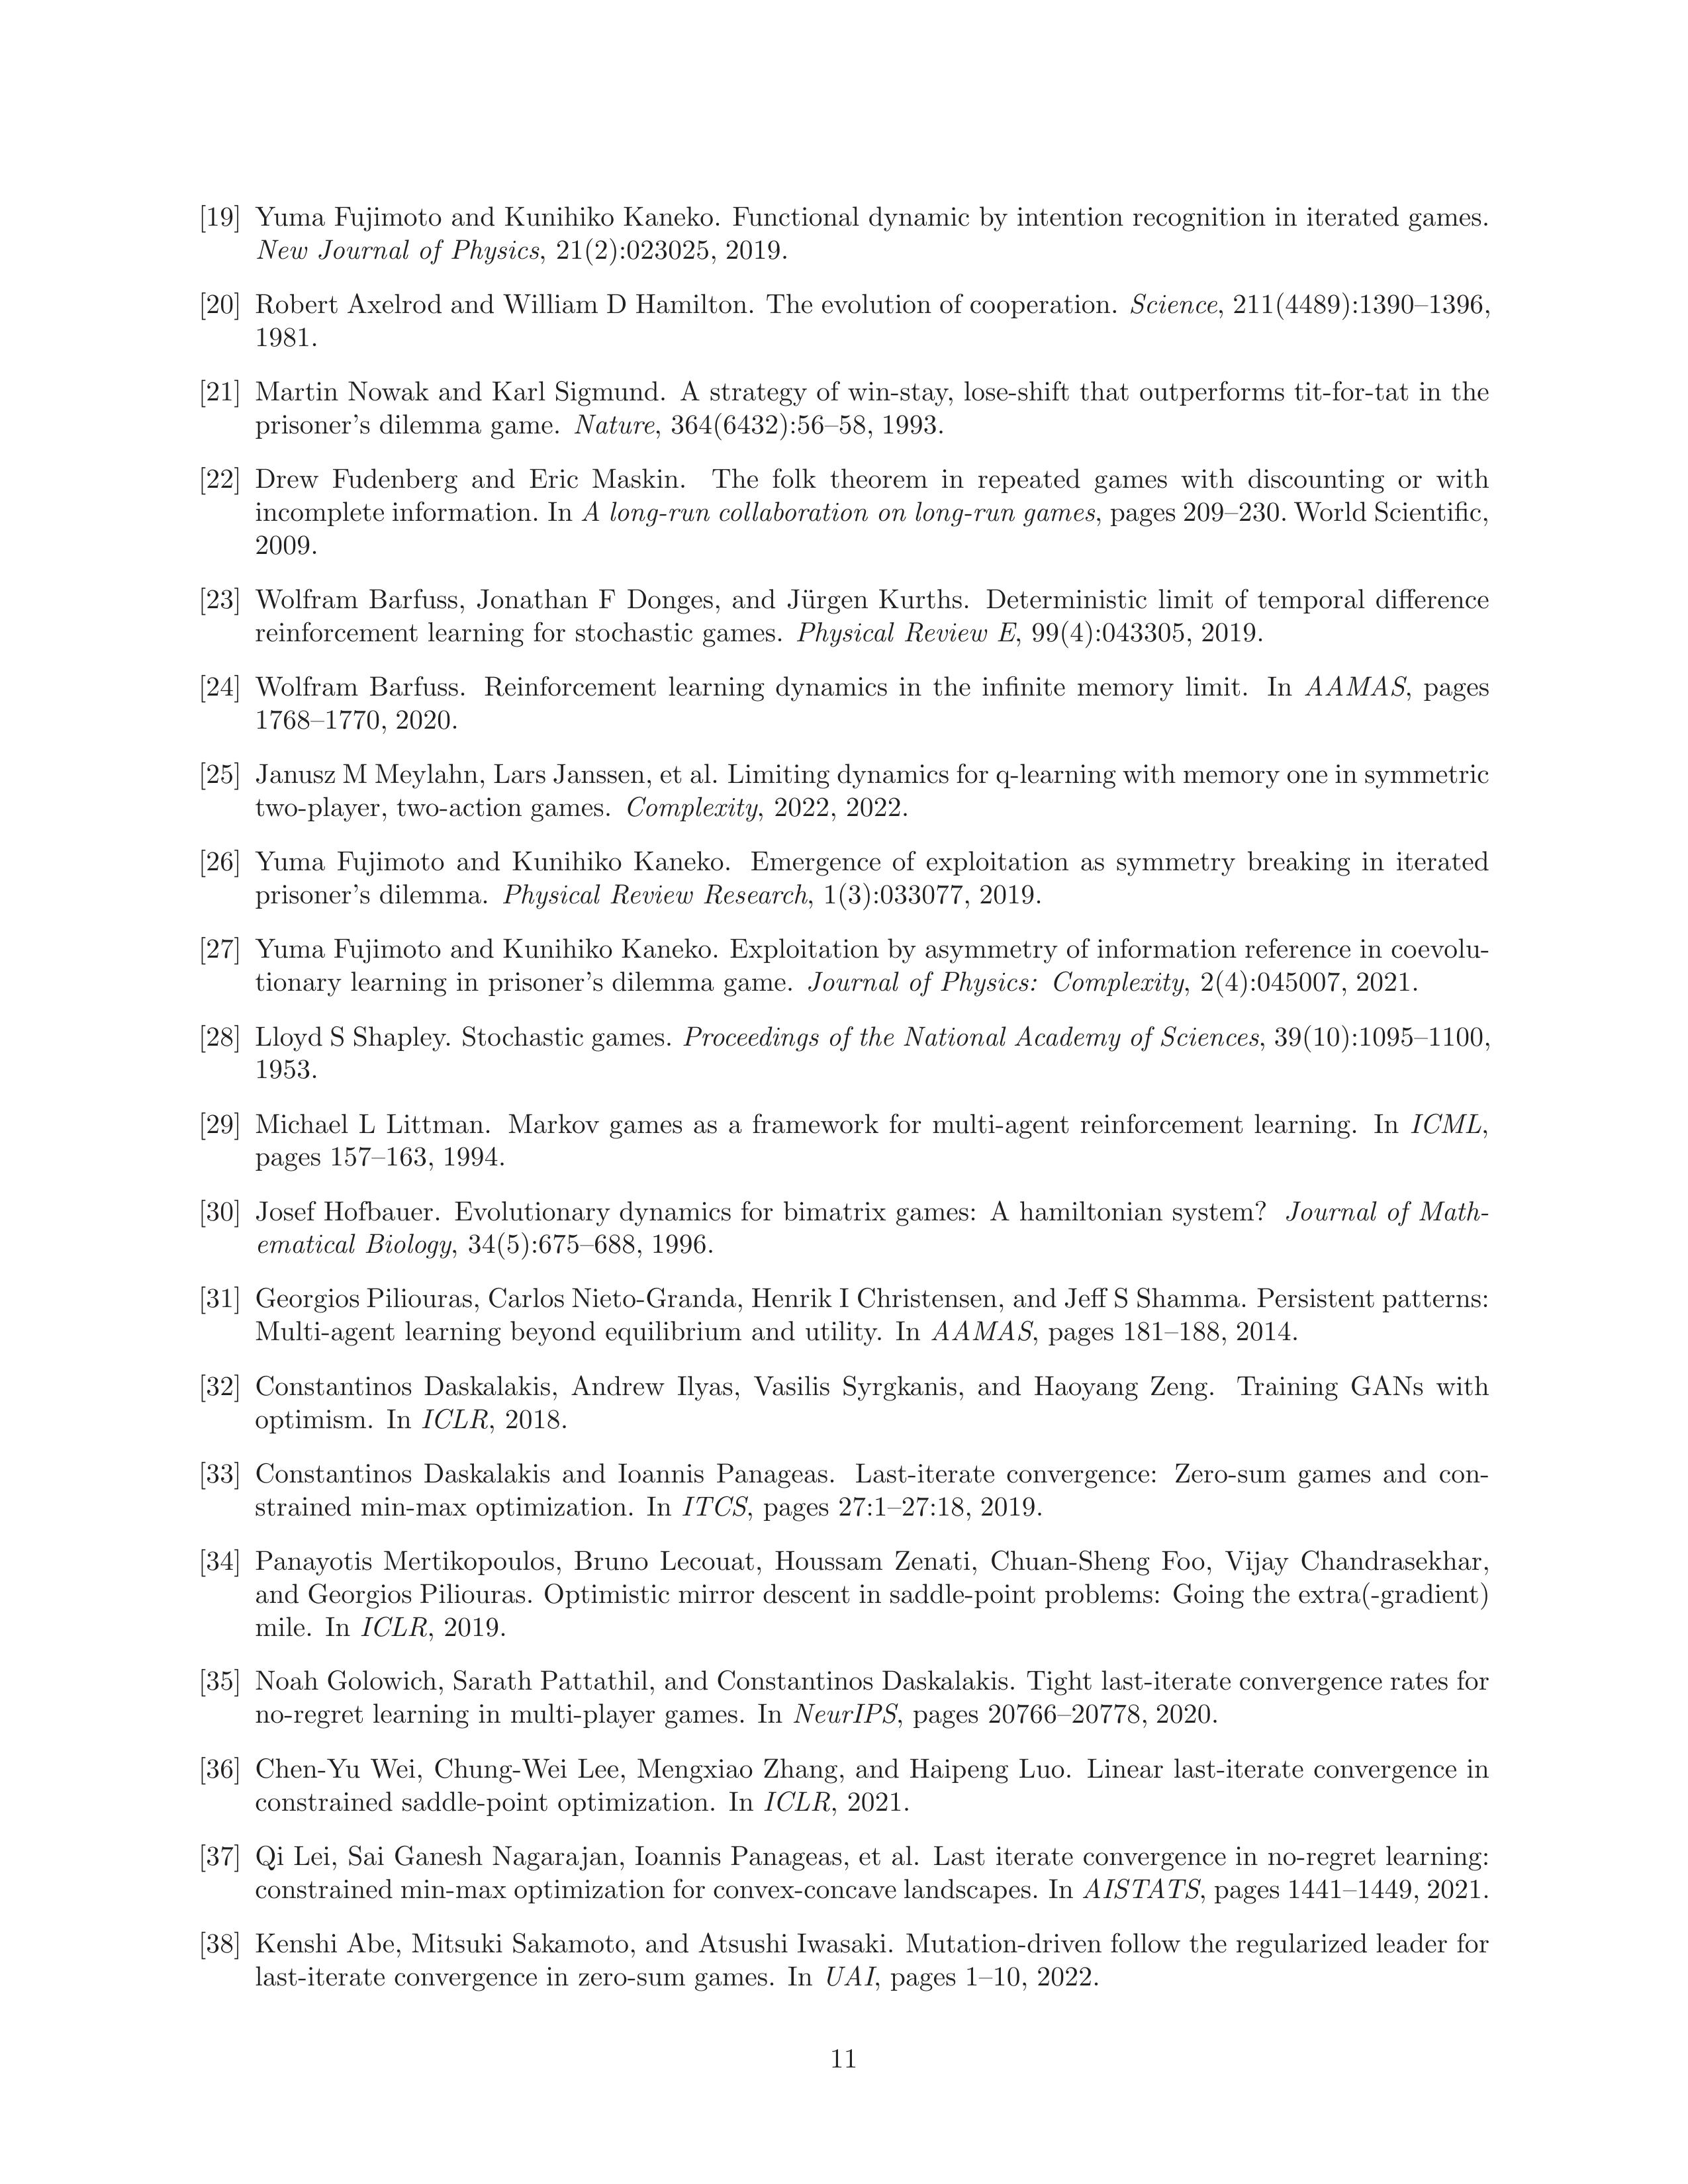 [19] Yuma Fujimoto and Kunihiko Kaneko. Functional dynamic by intention recognition in iterated games.
New Journal of Physics, 21(2):023025, 2019.
[20] Robert Axelrod and William D Hamilton. The evolution of cooperation. Science, 211(4489):1390–1396,
1981.
[21] Martin Nowak and Karl Sigmund. A strategy of win-stay, lose-shift that outperforms tit-for-tat in the
prisoner's dilemma game. Nature, 364(6432):56–58, 1993.
[22] Drew Fudenberg and Eric Maskin. The folk theorem in repeated games with discounting or with
incomplete information. In A long-run collaboration on long-run games, pages 209–230. World Scientific,
2009.
[23] Wolfram Barfuss, Jonathan F Donges, and Jürgen Kurths. Deterministic limit of temporal difference
reinforcement learning for stochastic games. Physical Review E, 99(4):043305, 2019.
[24] Wolfram Barfuss. Reinforcement learning dynamics in the infinite memory limit. In AAMAS, pages
1768–1770, 2020.
[25] Janusz M Meylahn, Lars Janssen, et al. Limiting dynamics for q-learning with memory one in symmetric
two-player, two-action games. Complexity, 2022, 2022.
[26] Yuma Fujimoto and Kunihiko Kaneko. Emergence of exploitation as symmetry breaking in iterated
prisoner's dilemma. Physical Review Research, 1(3):033077, 2019.
[27] Yuma Fujimoto and Kunihiko Kaneko. Exploitation by asymmetry of information reference in coevolu-
tionary learning in prisoner's dilemma game. Journal of Physics: Complexity, 2(4):045007, 2021.
[28] Lloyd S Shapley. Stochastic games. Proceedings of the National Academy of Sciences, 39(10):1095–1100,
1953.
[29] Michael L Littman. Markov games as a framework for multi-agent reinforcement learning. In ICML,
pages 157–163, 1994.
[30] Josef Hofbauer. Evolutionary dynamics for bimatrix games: A hamiltonian system? Journal of Math-
ematical Biology, 34(5):675–688, 1996.
[31] Georgios Piliouras, Carlos Nieto-Granda, Henrik I Christensen, and Jeff S Shamma. Persistent patterns:
Multi-agent learning beyond equilibrium and utility. In AAMAS, pages 181–188, 2014.
[32] Constantinos Daskalakis, Andrew Ilyas, Vasilis Syrgkanis, and Haoyang Zeng. Training GANs with
optimism. In ICLR, 2018.
[33] Constantinos Daskalakis and Ioannis Panageas. Last-iterate convergence: Zero-sum games and con-
strained min-max optimization. In ITCS, pages 27:1–27:18, 2019.
[34] Panayotis Mertikopoulos, Bruno Lecouat, Houssam Zenati, Chuan-Sheng Foo, Vijay Chandrasekhar,
and Georgios Piliouras. Optimistic mirror descent in saddle-point problems: Going the extra(-gradient)
mile. In ICLR, 2019.
[35] Noah Golowich, Sarath Pattathil, and Constantinos Daskalakis. Tight last-iterate convergence rates for
no-regret learning in multi-player games. In NeurIPS, pages 20766–20778, 2020.
[36] Chen-Yu Wei, Chung-Wei Lee, Mengxiao Zhang, and Haipeng Luo. Linear last-iterate convergence in
constrained saddle-point optimization. In ICLR, 2021.
[37] Qi Lei, Sai Ganesh Nagarajan, Ioannis Panageas, et al. Last iterate convergence in no-regret learning:
constrained min-max optimization for convex-concave landscapes. In AISTATS, pages 1441–1449, 2021.
[38] Kenshi Abe, Mitsuki Sakamoto, and Atsushi Iwasaki. Mutation-driven follow the regularized leader for
last-iterate convergence in zero-sum games. In UAI, pages 1–10, 2022.
11